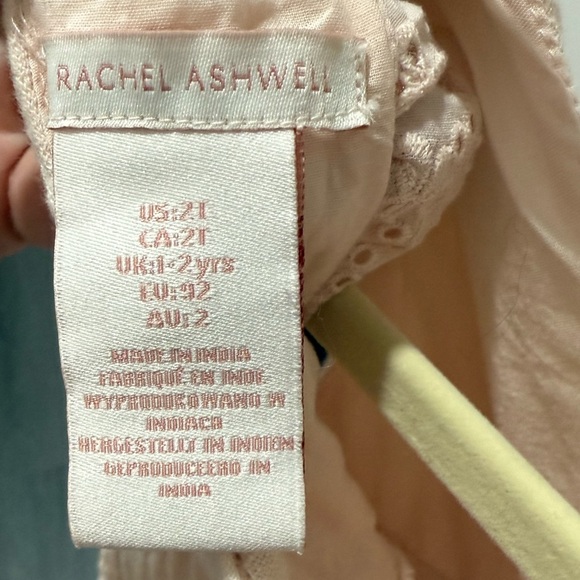 RACHEL ASHWELL
US:2T
CA:2T
UK:1-2yrs
EU:92
AU:2
MADE IN INDIA
FABRIQUÉ EN INDE
WYPRODUKOWANO W
INDIACH
HERGESTELLT IN INDIEN
GEPRODUCEERD IN
INDIA